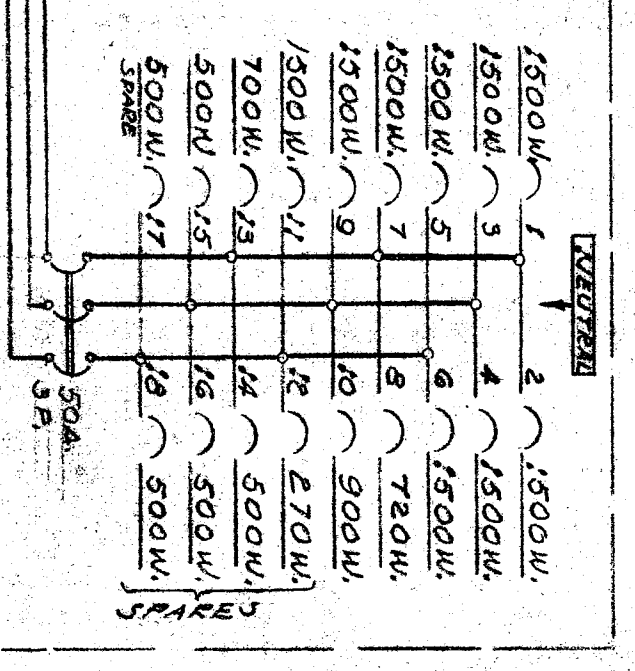 NEUTRAL
1500W. 1 2 1500W.
1500W. 3 4 1500W.
1500W. 5 6 1500W.
1500W. 7 8 720W.
1500W. 9 10 900W.
1500W. 11 12 270W.
700W. 13 14 500W.
500W 15 16 500W.
500W. 17 18 500W.
SPARE
SPARES
50A.
3P.